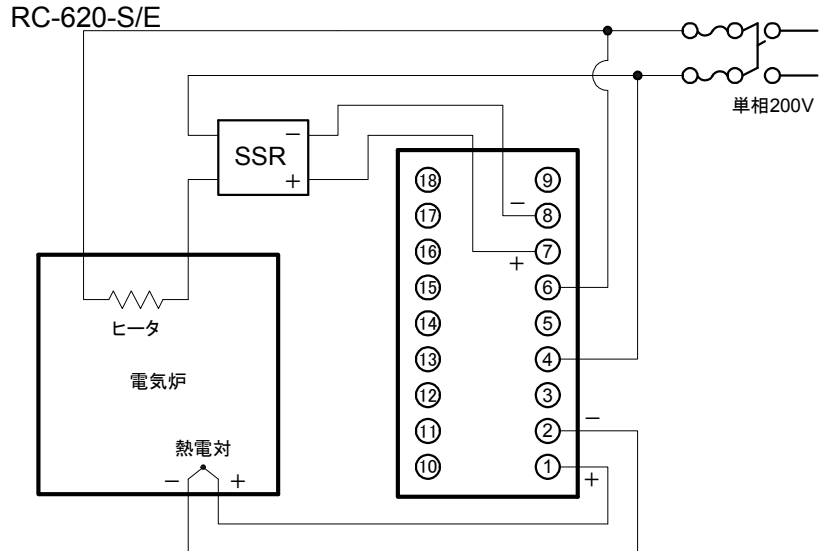 RC-620-S/E
単相200V
SSR
−
+
⑱ ⑨
⑰ − ⑧
⑯ + ⑦
⑮ ⑥
⑭ ⑤
⑬ ④
⑫ ③
⑪ ② −
⑩ ① +
ヒータ
電気炉
熱電対
− +